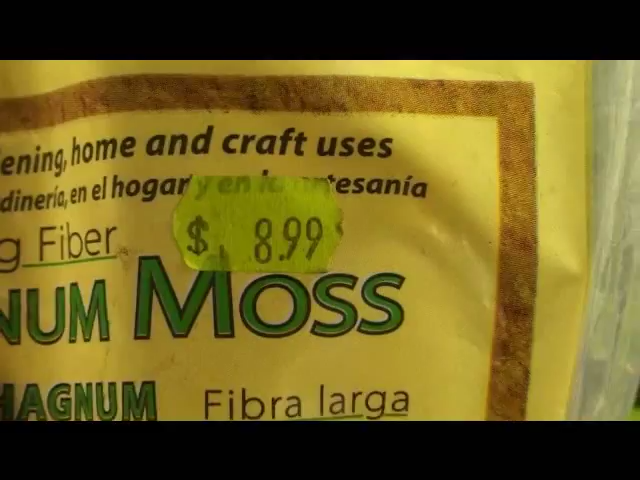 ening, home and craft uses
dinería, en el hogar y en la artesanía
$ 8.99
g Fiber
NUM MOSS
HAGNUM Fibra larga